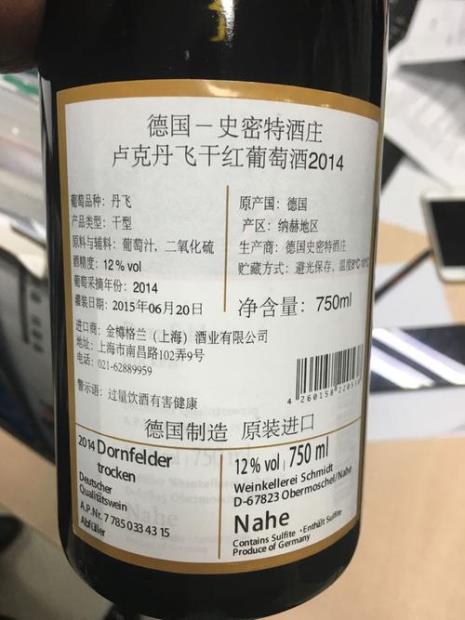 德国－史密特酒庄
卢克丹飞干红葡萄酒2014
葡萄品种：丹飞
产品类型：干型
原料与辅料：葡萄汁，二氧化硫
酒精度：12％vol
葡萄采摘年份：2014
灌装日期：2015年06月20日
原产国：德国
产区：纳赫地区
生产商：德国史密特酒庄
贮藏方式：避光保存，温度
净含量：750ml
进口商：金樽格兰（上海）酒业有限公司
地址：上海市南昌路102弄9号
电话：021-62889959
警示语：过量饮酒有害健康
德国制造 原装进口
2014 Dornfelder
trocken
Deutscher
Qualitätswein
A.P.Nr. 7 785 033 43 15
Abfüller
12% vol 750 ml
Weinkellerei Schmidt
D-67823 Obermoschel/Nahe
Nahe
Contains Sulfite · Enthält Sulfite
Produce of Germany